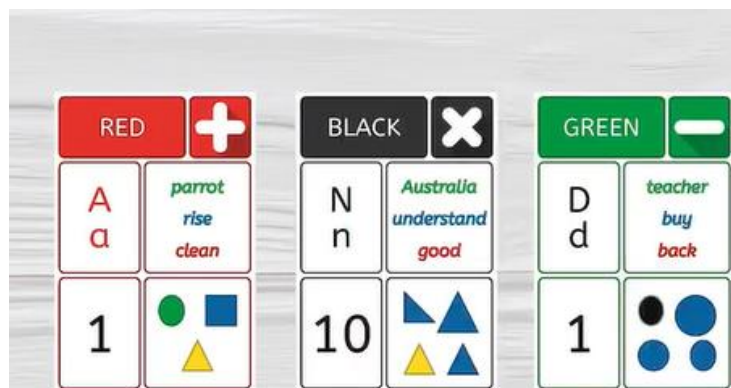 RED
A
a
parrot
rise
clean
1
BLACK
N
n
Australia
understand
good
10
GREEN
D
d
teacher
buy
back
1